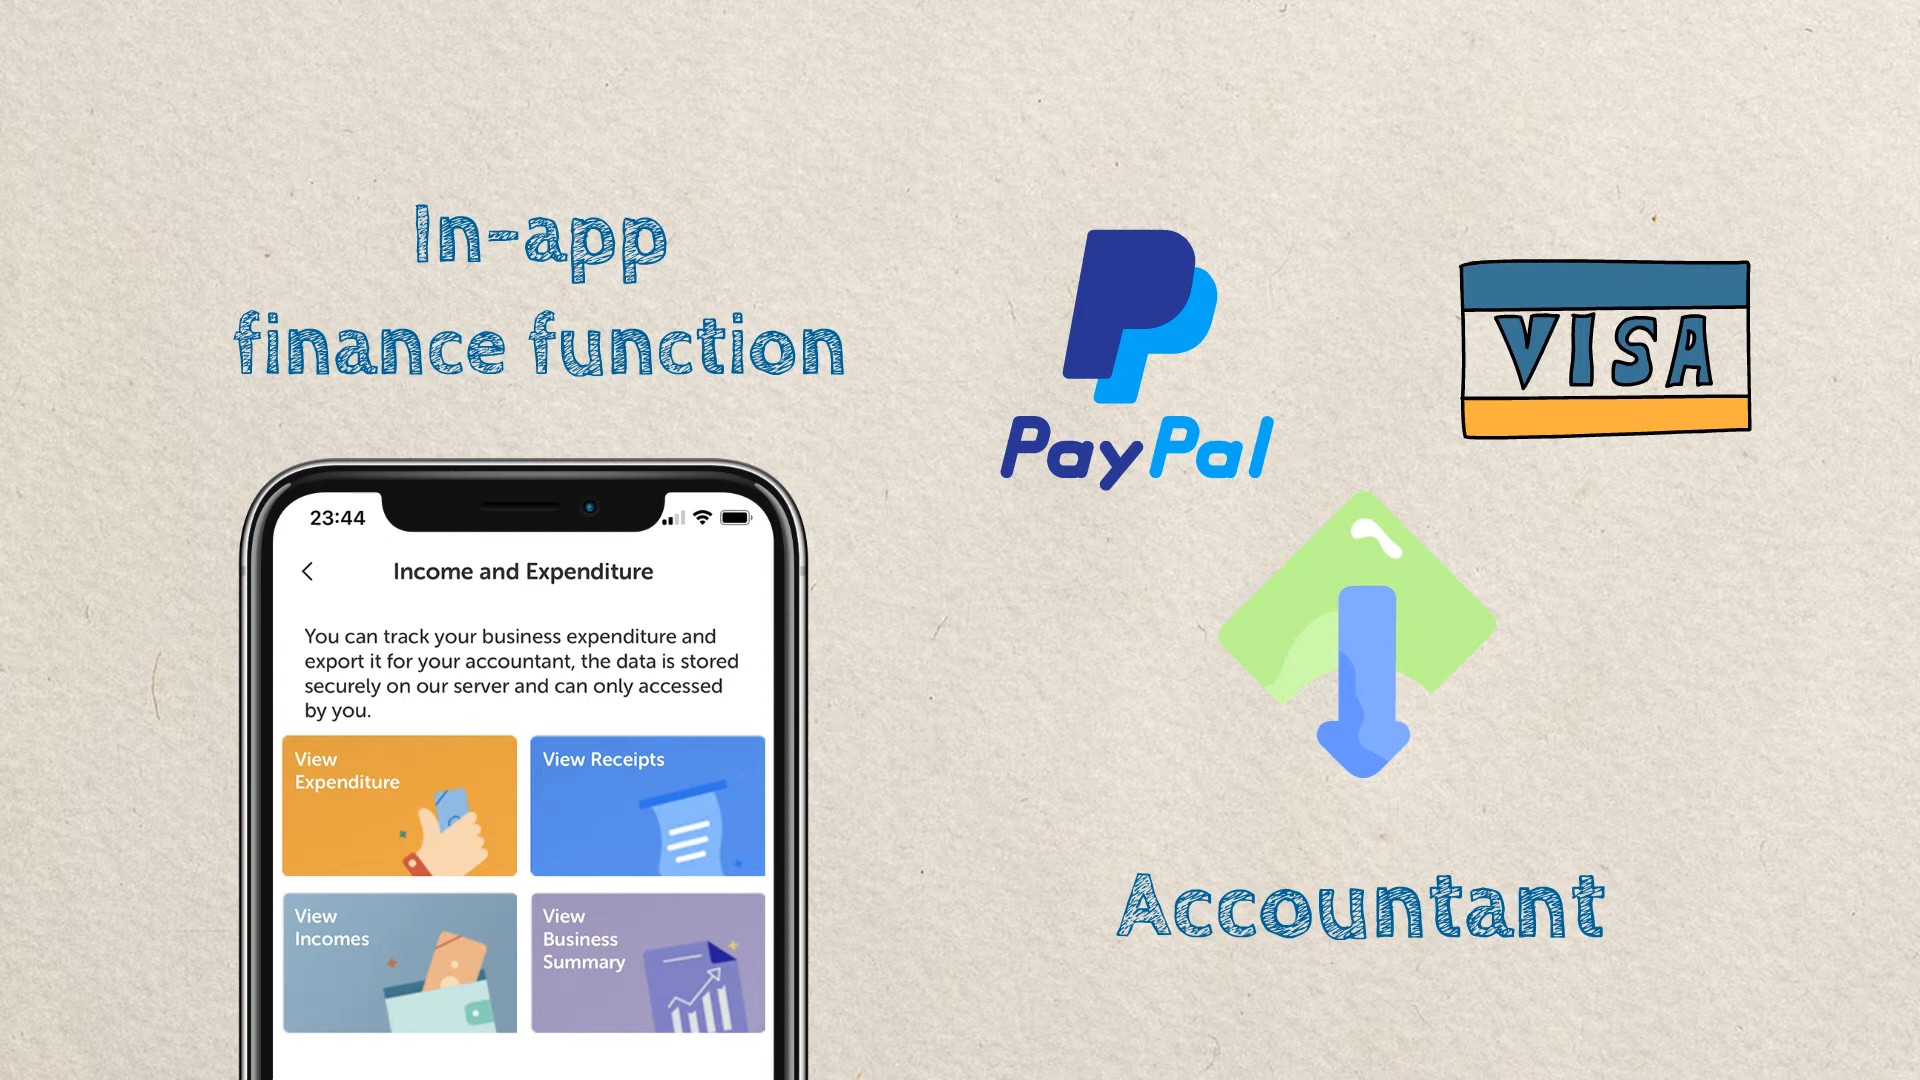 In-app
finance function
PayPal
VISA
23:44
Income and Expenditure
You can track your business expenditure and
export it for your accountant, the data is stored
securely on our server and can only accessed
by you.
View
Expenditure
View Receipts
View
Incomes
View
Business
Summary
Accountant